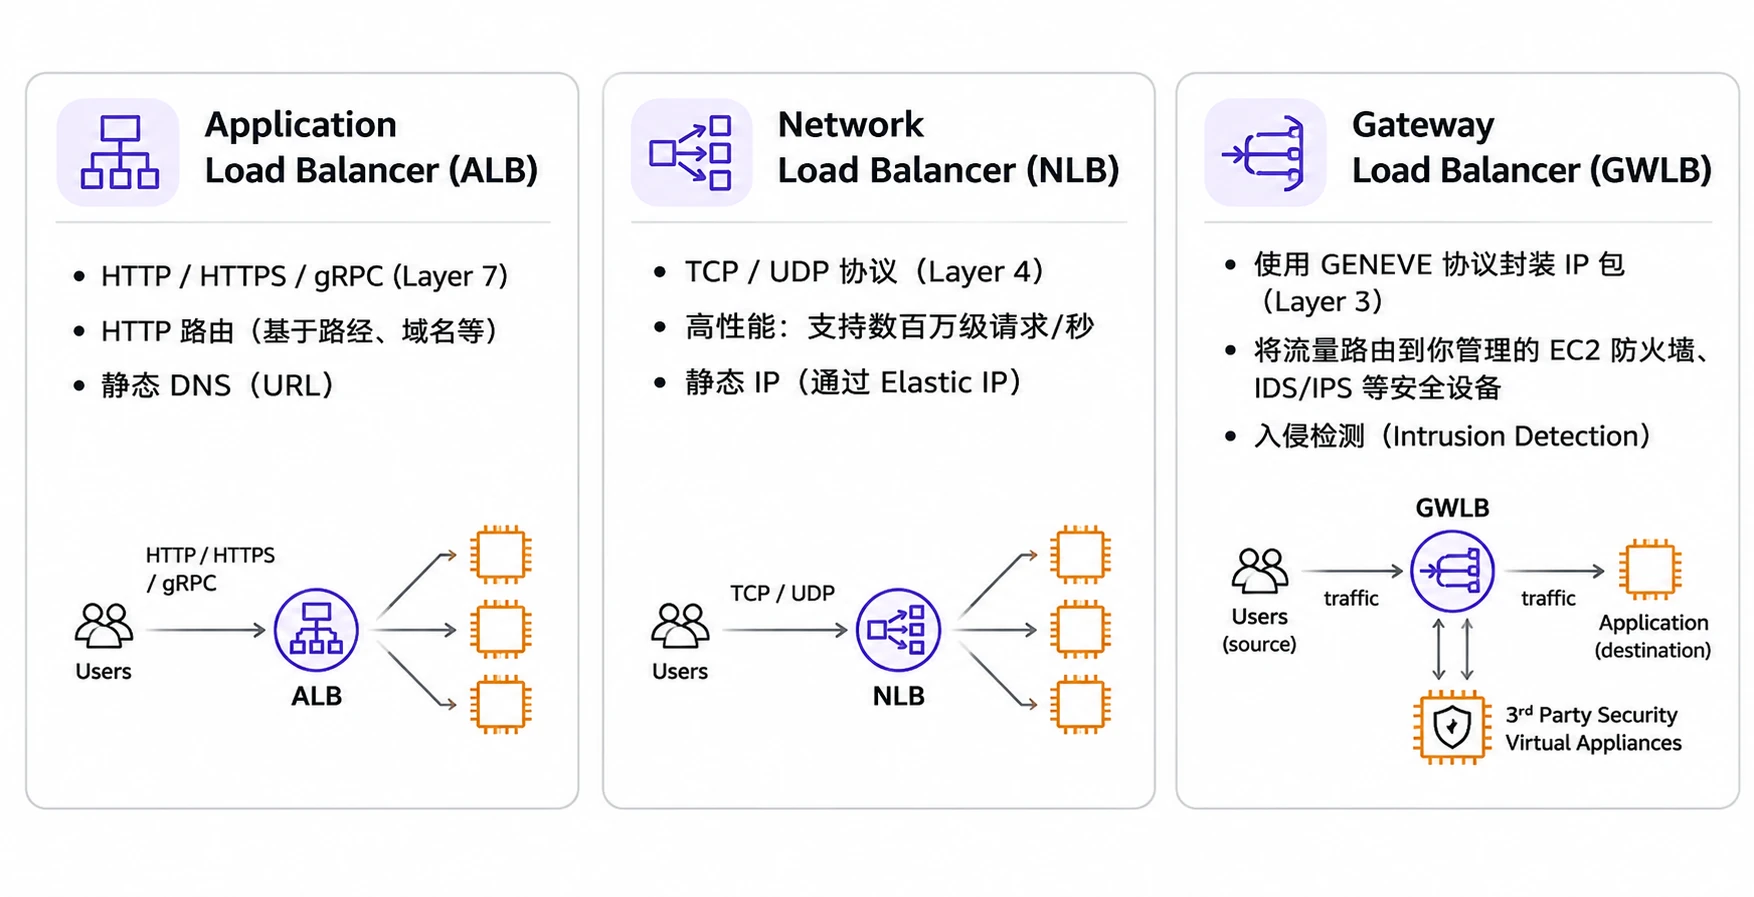 Application
Load Balancer (ALB)
• HTTP / HTTPS / gRPC (Layer 7)
• HTTP 路由（基于路经、域名等）
• 静态 DNS（URL）
HTTP / HTTPS
/ gRPC
Users
ALB
Network
Load Balancer (NLB)
• TCP / UDP 协议（Layer 4）
• 高性能：支持数百万级请求/秒
• 静态 IP（通过 Elastic IP）
TCP / UDP
Users
NLB
Gateway
Load Balancer (GWLB)
• 使用 GENEVE 协议封装 IP 包
（Layer 3）
• 将流量路由到你管理的 EC2 防火墙、
IDS/IPS 等安全设备
• 入侵检测（Intrusion Detection）
GWLB
Users
(source)
traffic
traffic
Application
(destination)
3rd Party Security
Virtual Appliances